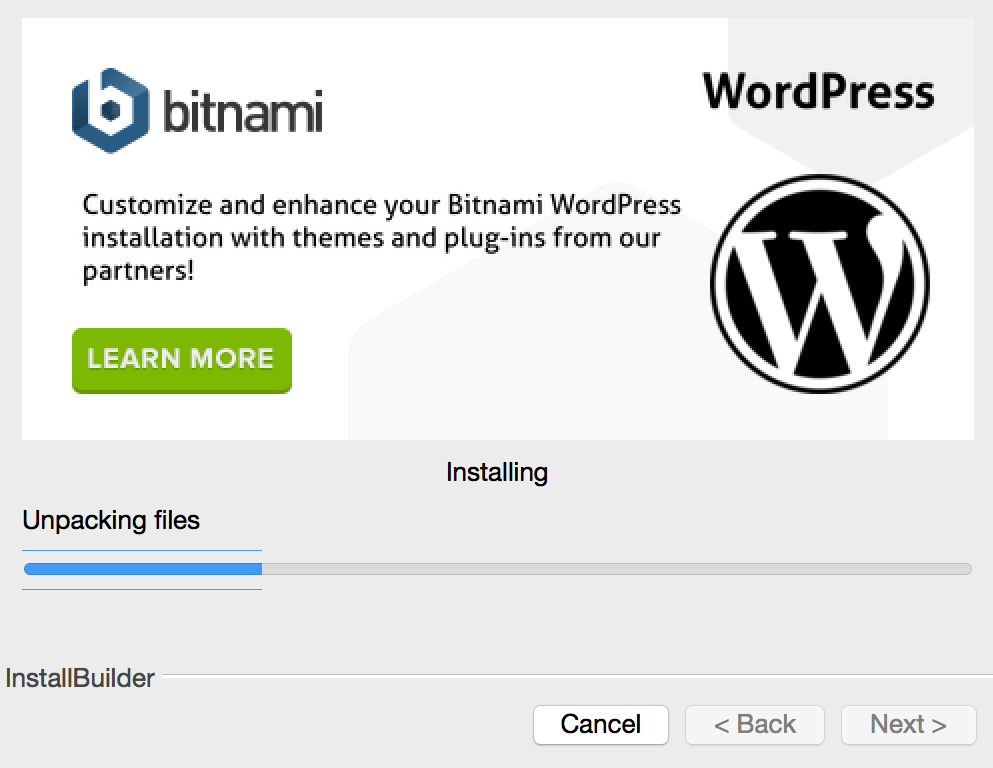 bitnami
WordPress
Customize and enhance your Bitnami WordPress
installation with themes and plug-ins from our
partners!
LEARN MORE
Installing
Unpacking files
InstallBuilder
Cancel
< Back
Next >